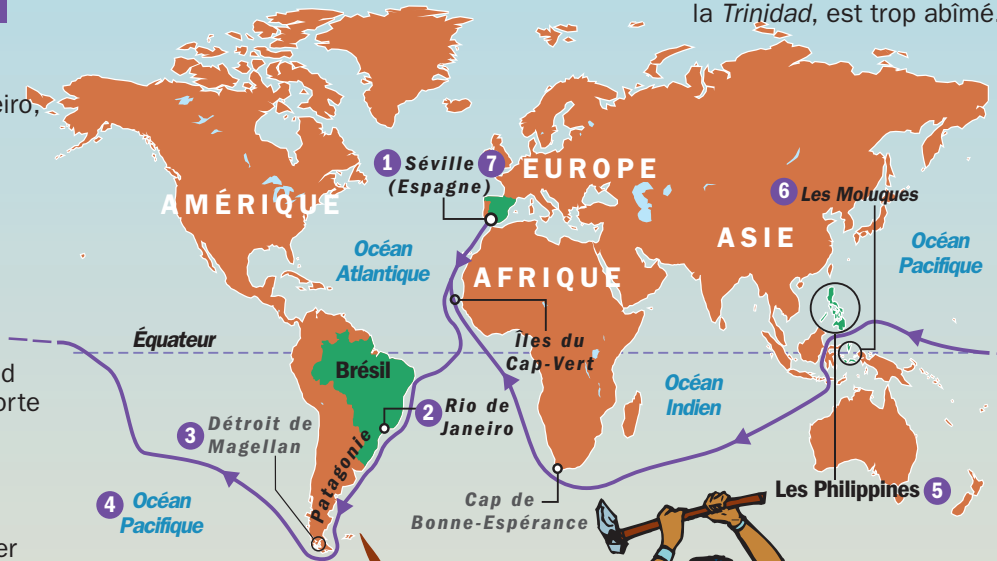 la Trinidad, est trop abîmé.
eiro,
1 Séville 7
(Espagne)
EUROPE
6 Les Moluques
AMÉRIQUE
ASIE
Océan
Atlantique
Océan
Pacifique
AFRIQUE
Équateur
Îles du
Cap-Vert
d
orte
Brésil
Océan
Indien
2 Rio de
Janeiro
3 Détroit de
Magellan
Patagonie
4 Océan
Pacifique
Cap de
Bonne-Espérance
Les Philippines 5
er